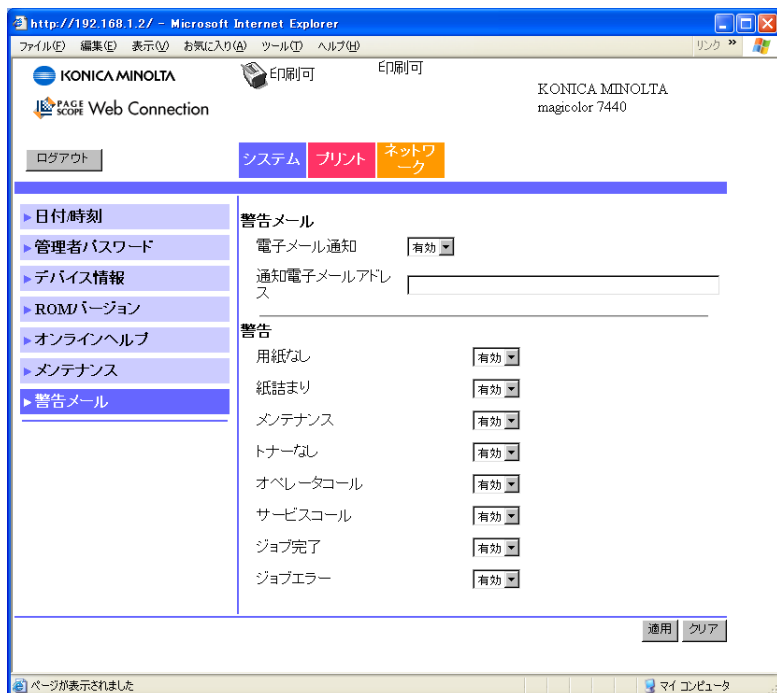 http://192.168.1.2/ - Microsoft Internet Explorer
ファイル(F) 編集(E) 表示(V) お気に入り(A) ツール(T) ヘルプ(H) リンク »
KONICA MINOLTA
印刷可
印刷可
KONICA MINOLTA
magicolor 7440
PAGE SCOPE Web Connection
ログアウト
システム
プリント
ネットワ
ーク
日付/時刻
管理者パスワード
デバイス情報
ROMバージョン
オンラインヘルプ
メンテナンス
警告メール
警告メール
電子メール通知 有効
通知電子メールアドレ
ス
警告
用紙なし 有効
紙詰まり 有効
メンテナンス 有効
トナーなし 有効
オペレータコール 有効
サービスコール 有効
ジョブ完了 有効
ジョブエラー 有効
適用 クリア
ページが表示されました マイ コンピュータ